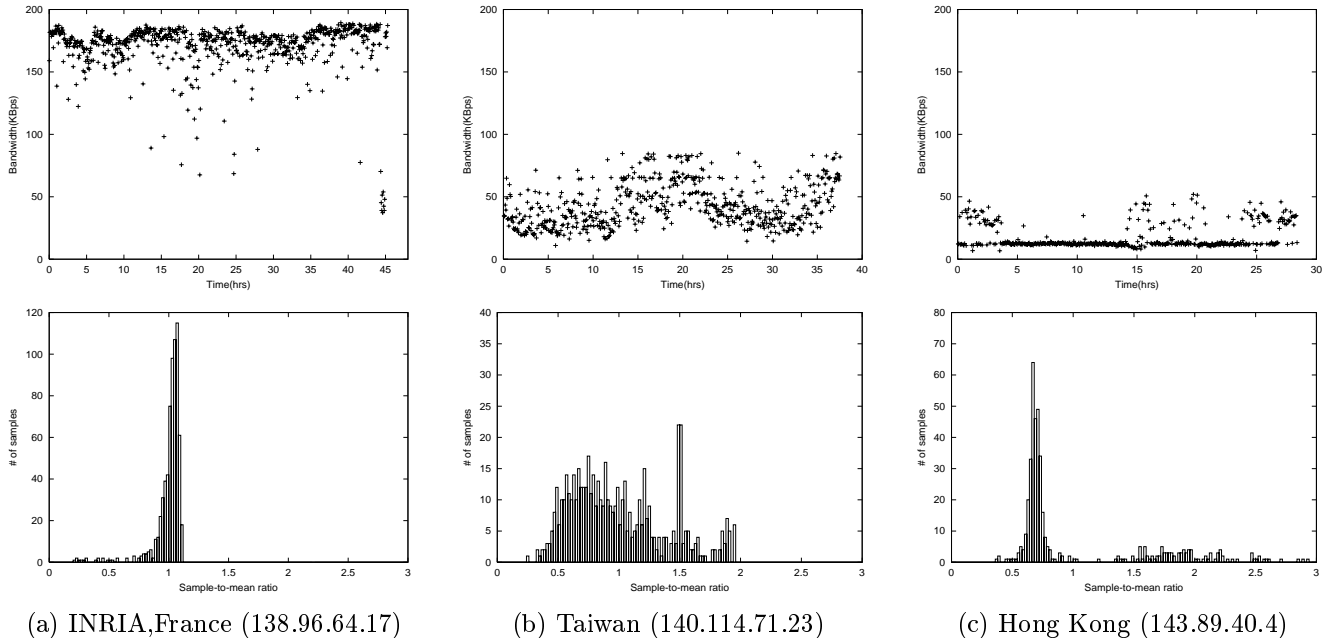 200
150
100
50
0
Bandwidth(KBps)
0 5 10 15 20 25 30 35 40 45
Time(hrs)
200
150
100
50
0
Bandwidth(KBps)
0 5 10 15 20 25 30 35 40
Time(hrs)
200
150
100
50
0
Bandwidth(KBps)
0 5 10 15 20 25 30
Time(hrs)
120
100
80
60
40
20
0
# of samples
0 0.5 1 1.5 2 2.5 3
Sample-to-mean ratio
40
35
30
25
20
15
10
5
0
# of samples
0 0.5 1 1.5 2 2.5 3
Sample-to-mean ratio
80
70
60
50
40
30
20
10
0
# of samples
0 0.5 1 1.5 2 2.5 3
Sample-to-mean ratio
(a) INRIA,France (138.96.64.17)
(b) Taiwan (140.114.71.23)
(c) Hong Kong (143.89.40.4)